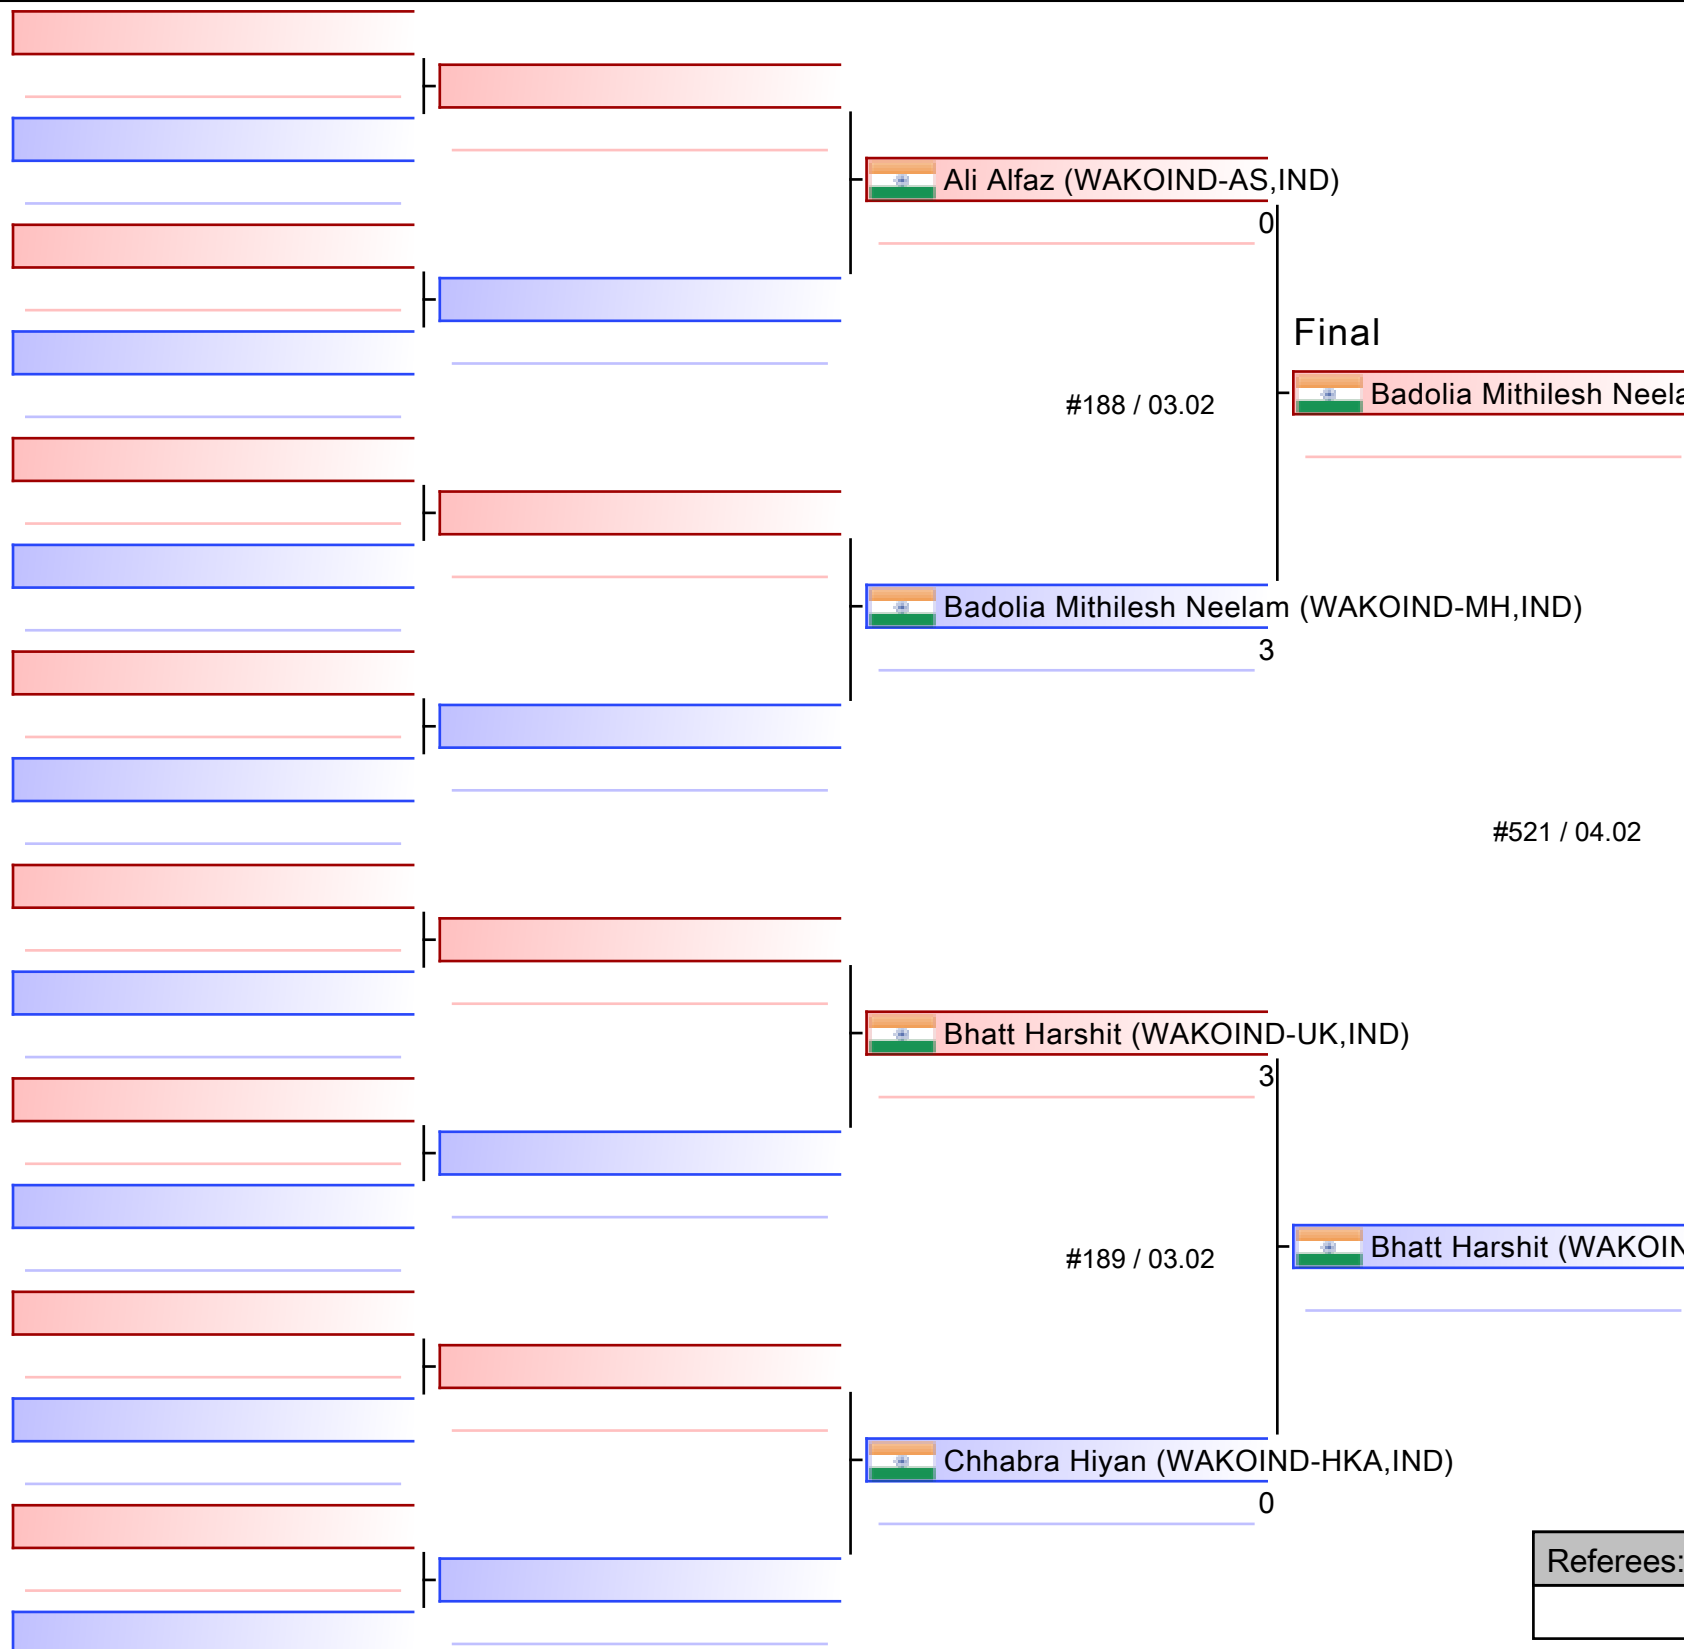 Ali Alfaz (WAKOIND-AS,IND)
0
Final
#188 / 03.02
Badolia Mithilesh Neela
Badolia Mithilesh Neelam (WAKOIND-MH,IND)
3
#521 / 04.02
Bhatt Harshit (WAKOIND-UK,IND)
3
#189 / 03.02
Bhatt Harshit (WAKOIN
Chhabra Hiyan (WAKOIND-HKA,IND)
0
Referees: